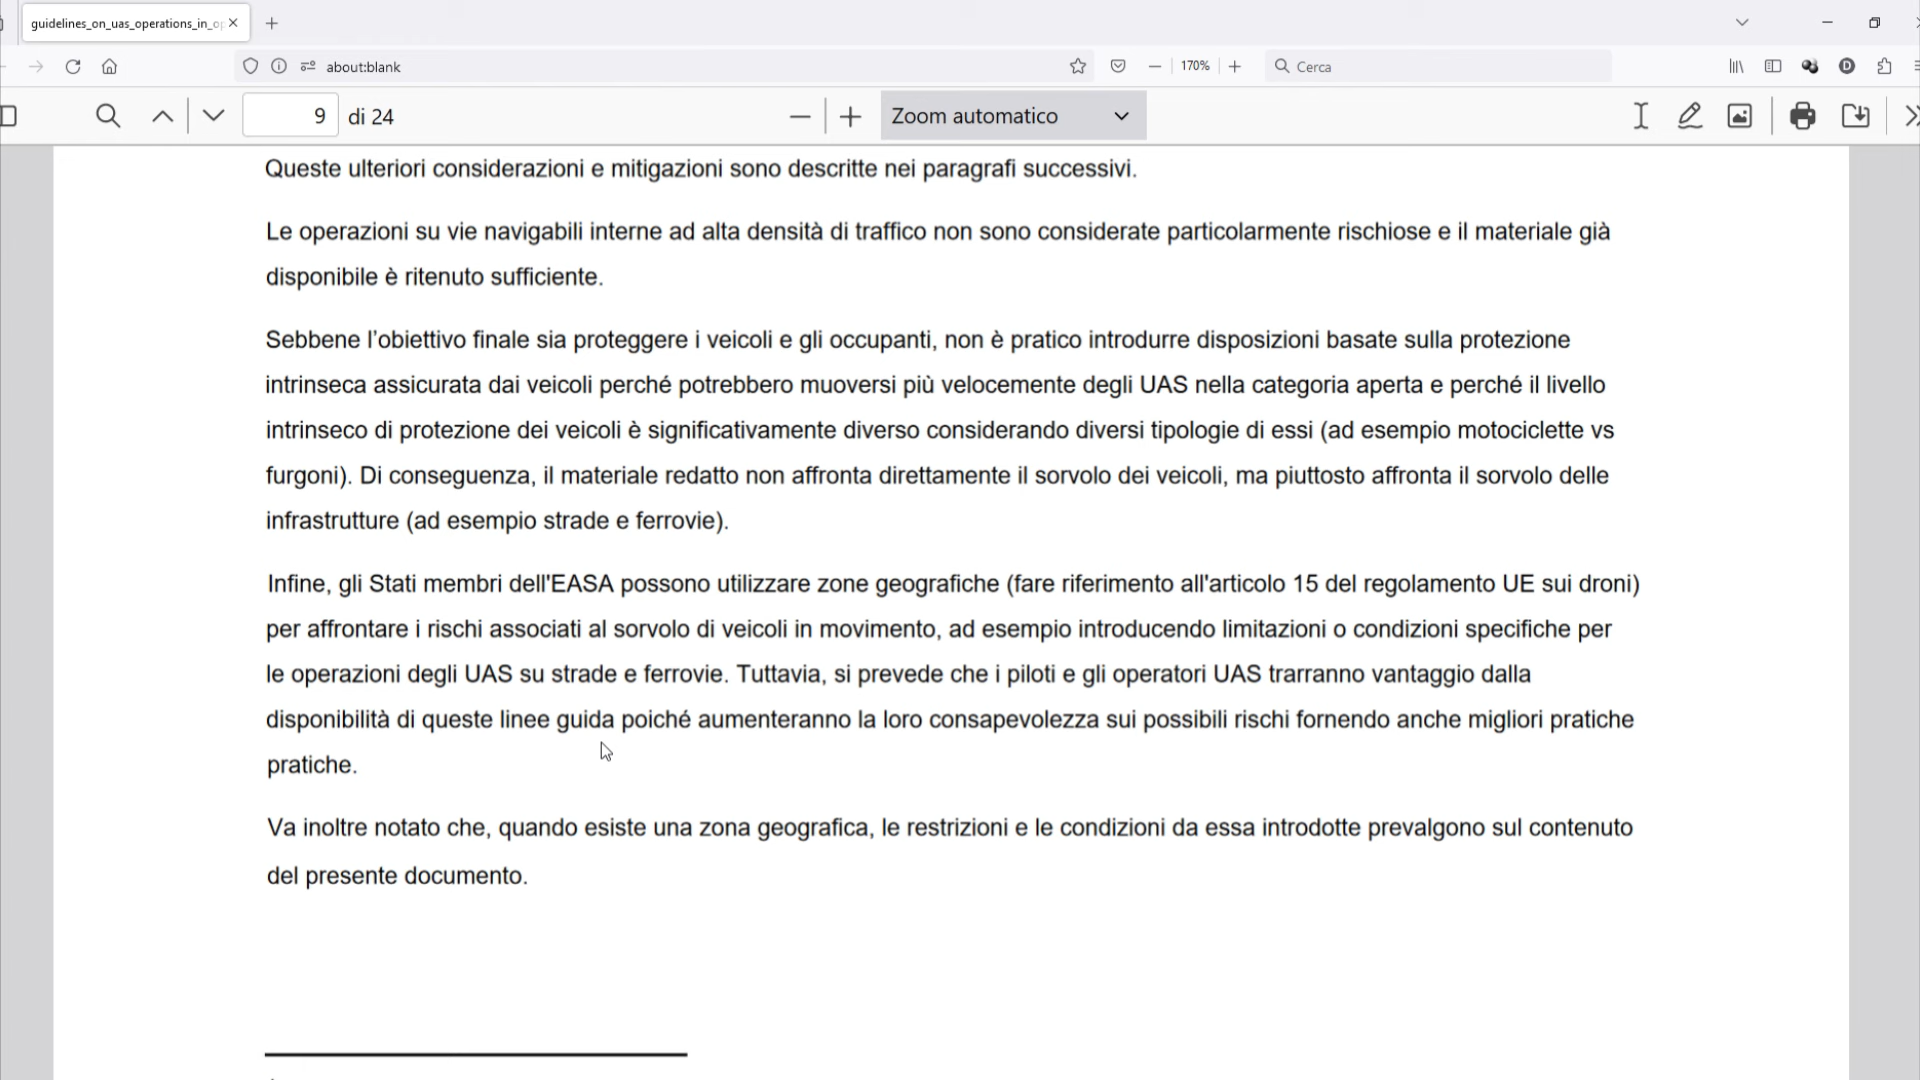 guidelines_on_uas_operations_in_o
about:blank
170%
Cerca
9 di 24
Zoom automatico
Queste ulteriori considerazioni e mitigazioni sono descritte nei paragrafi successivi.
Le operazioni su vie navigabili interne ad alta densità di traffico non sono considerate particolarmente rischiose e il materiale già
disponibile è ritenuto sufficiente.
Sebbene l’obiettivo finale sia proteggere i veicoli e gli occupanti, non è pratico introdurre disposizioni basate sulla protezione
intrinseca assicurata dai veicoli perché potrebbero muoversi più velocemente degli UAS nella categoria aperta e perché il livello
intrinseco di protezione dei veicoli è significativamente diverso considerando diversi tipologie di essi (ad esempio motociclette vs
furgoni). Di conseguenza, il materiale redatto non affronta direttamente il sorvolo dei veicoli, ma piuttosto affronta il sorvolo delle
infrastrutture (ad esempio strade e ferrovie).
Infine, gli Stati membri dell'EASA possono utilizzare zone geografiche (fare riferimento all'articolo 15 del regolamento UE sui droni)
per affrontare i rischi associati al sorvolo di veicoli in movimento, ad esempio introducendo limitazioni o condizioni specifiche per
le operazioni degli UAS su strade e ferrovie. Tuttavia, si prevede che i piloti e gli operatori UAS trarranno vantaggio dalla
disponibilità di queste linee guida poiché aumenteranno la loro consapevolezza sui possibili rischi fornendo anche migliori pratiche
pratiche.
Va inoltre notato che, quando esiste una zona geografica, le restrizioni e le condizioni da essa introdotte prevalgono sul contenuto
del presente documento.